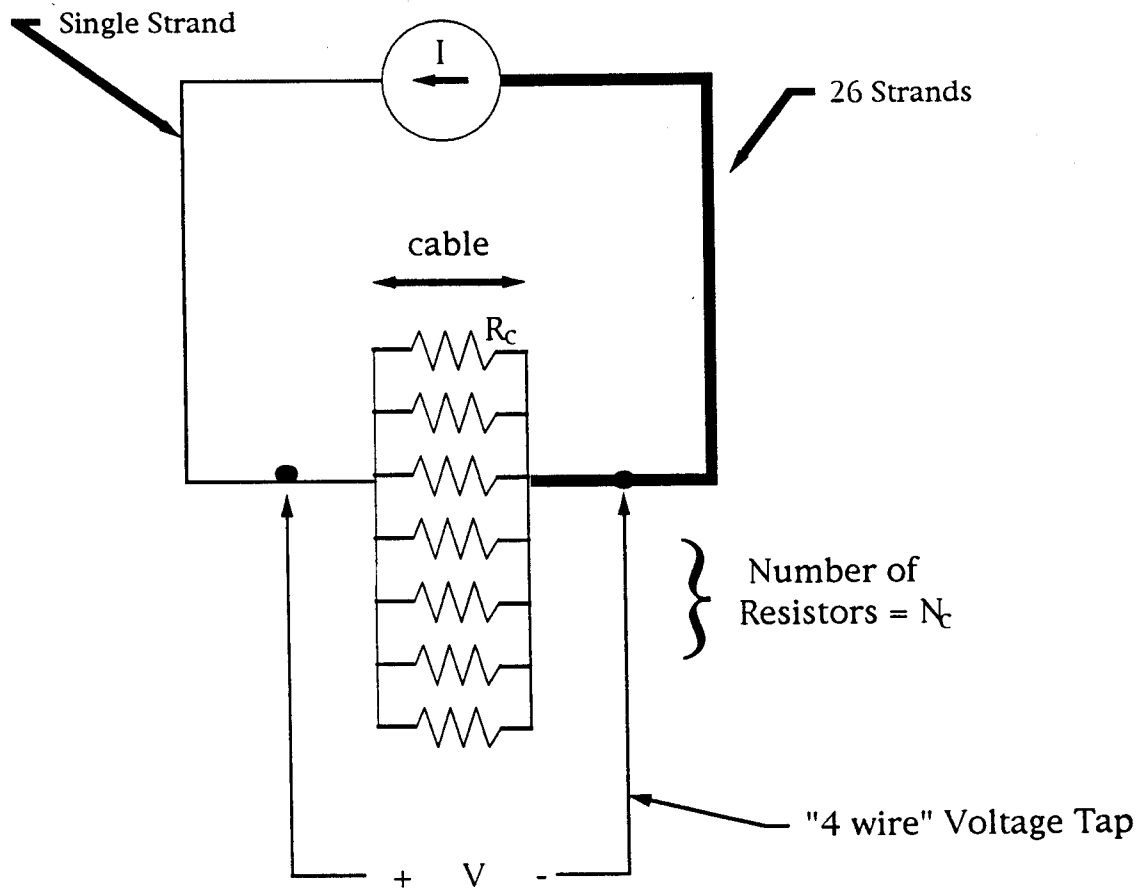 Single Strand
I
26 Strands
cable
Rc
Number of
Resistors = Nc
"4 wire" Voltage Tap
+ V -